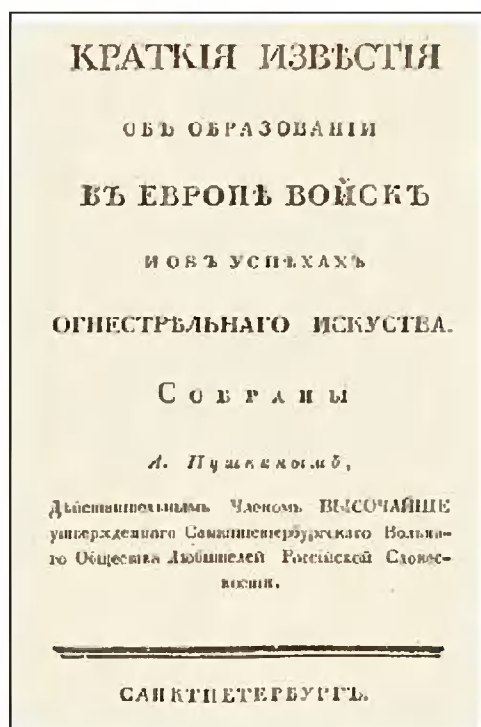 КРАТКІЯ ИЗВѢСТІЯ
ОБЪ ОБРАЗОВАНІИ
ВЪ ЕВРОПѢ ВОЙСКЪ
И ОБЪ УСПѢХАХЪ
ОГНЕСТРѢЛЬНАГО ИСКУСТВА.
СОБРАНЫ
А. Пушкинымъ,
Дѣйствительнымъ Членомъ ВЫСОЧАЙШЕ
утвержденнаго Санктпетербургскаго Вольна-
го Общества Любителей Россійской Словес-
ности.
САНКТПЕТЕРБУРГЪ.